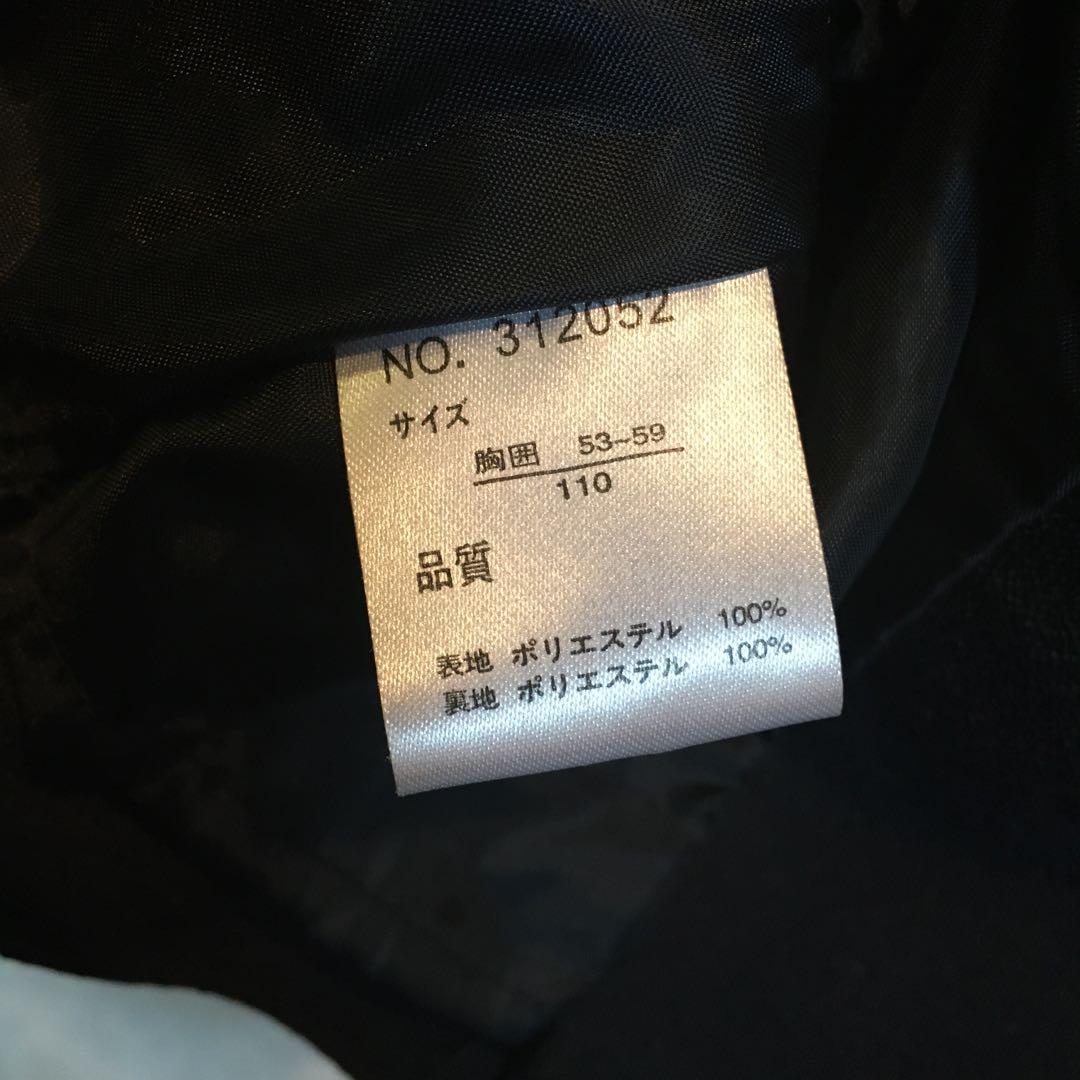 NO. 312052
サイズ
胸囲 53~59
110
品質
表地 ポリエステル 100%
裏地 ポリエステル 100%